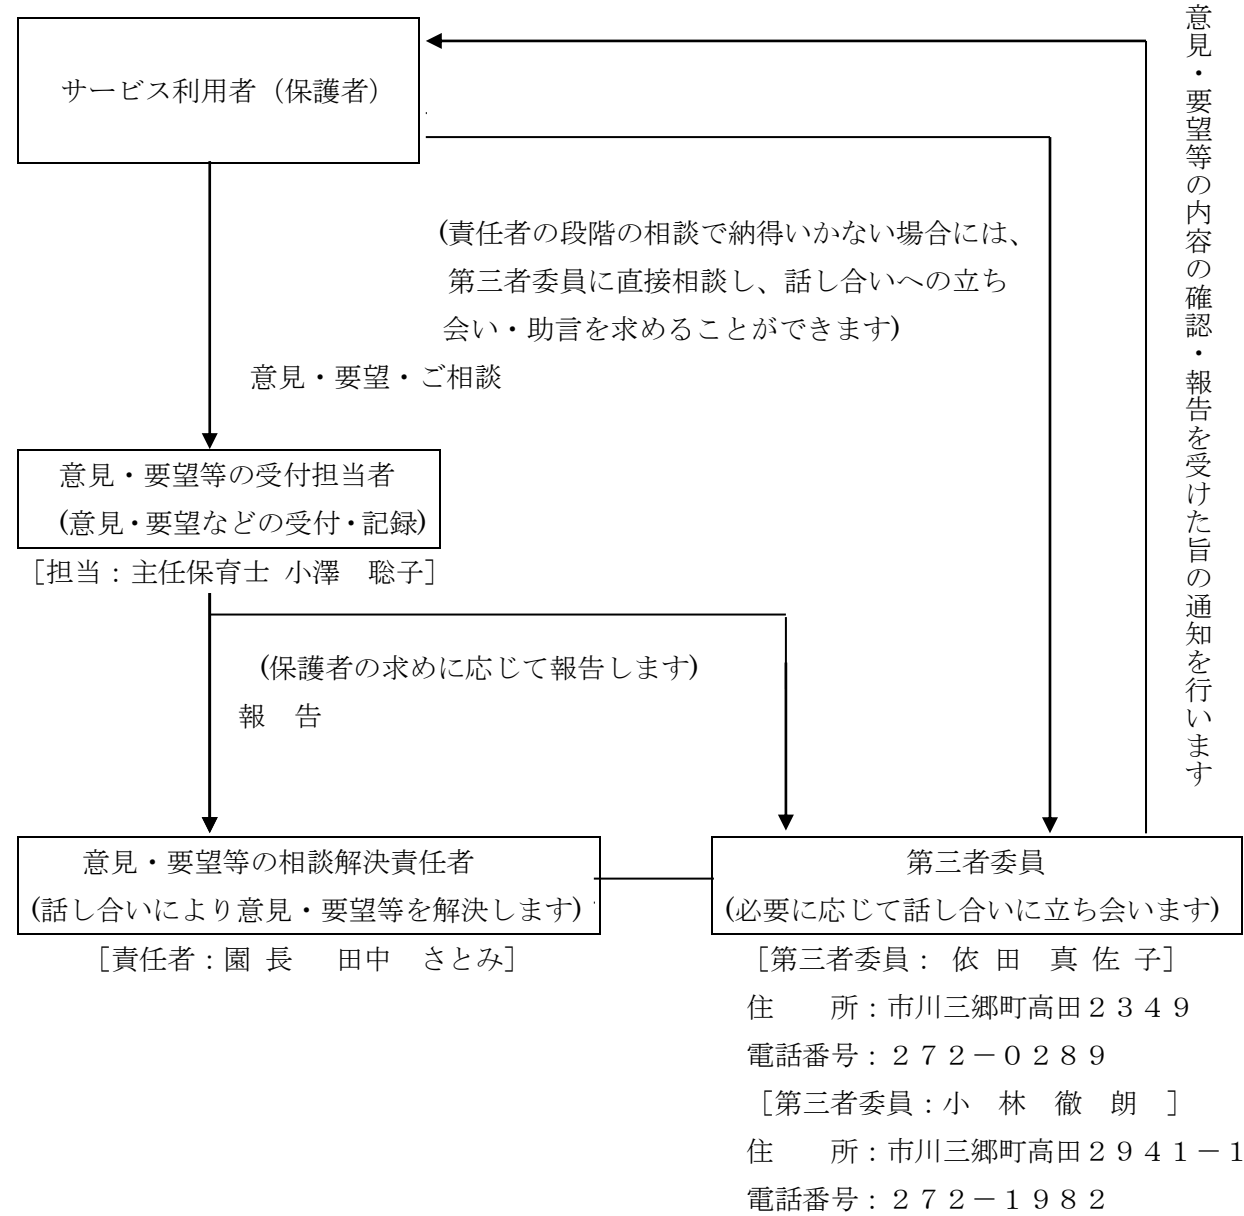 サービス利用者（保護者）
意見・要望等の内容の確認・報告を受けた旨の通知を行います
(責任者の段階の相談で納得いかない場合には、
第三者委員に直接相談し、話し合いへの立ち
会い・助言を求めることができます)
意見・要望・ご相談
意見・要望等の受付担当者
(意見・要望などの受付・記録)
［担当：主任保育士 小澤　聡子］
(保護者の求めに応じて報告します)
報　告
意見・要望等の相談解決責任者
(話し合いにより意見・要望等を解決します)
［責任者：園 長　 田中　さとみ］
第三者委員
(必要に応じて話し合いに立ち会います)
［第三者委員： 依 田　真 佐 子］
住　　所：市川三郷町高田２３４９
電話番号：２７２－０２８９
［第三者委員：小　林　徹　朗　］
住　　所：市川三郷町高田２９４１－１
電話番号：２７２－１９８２